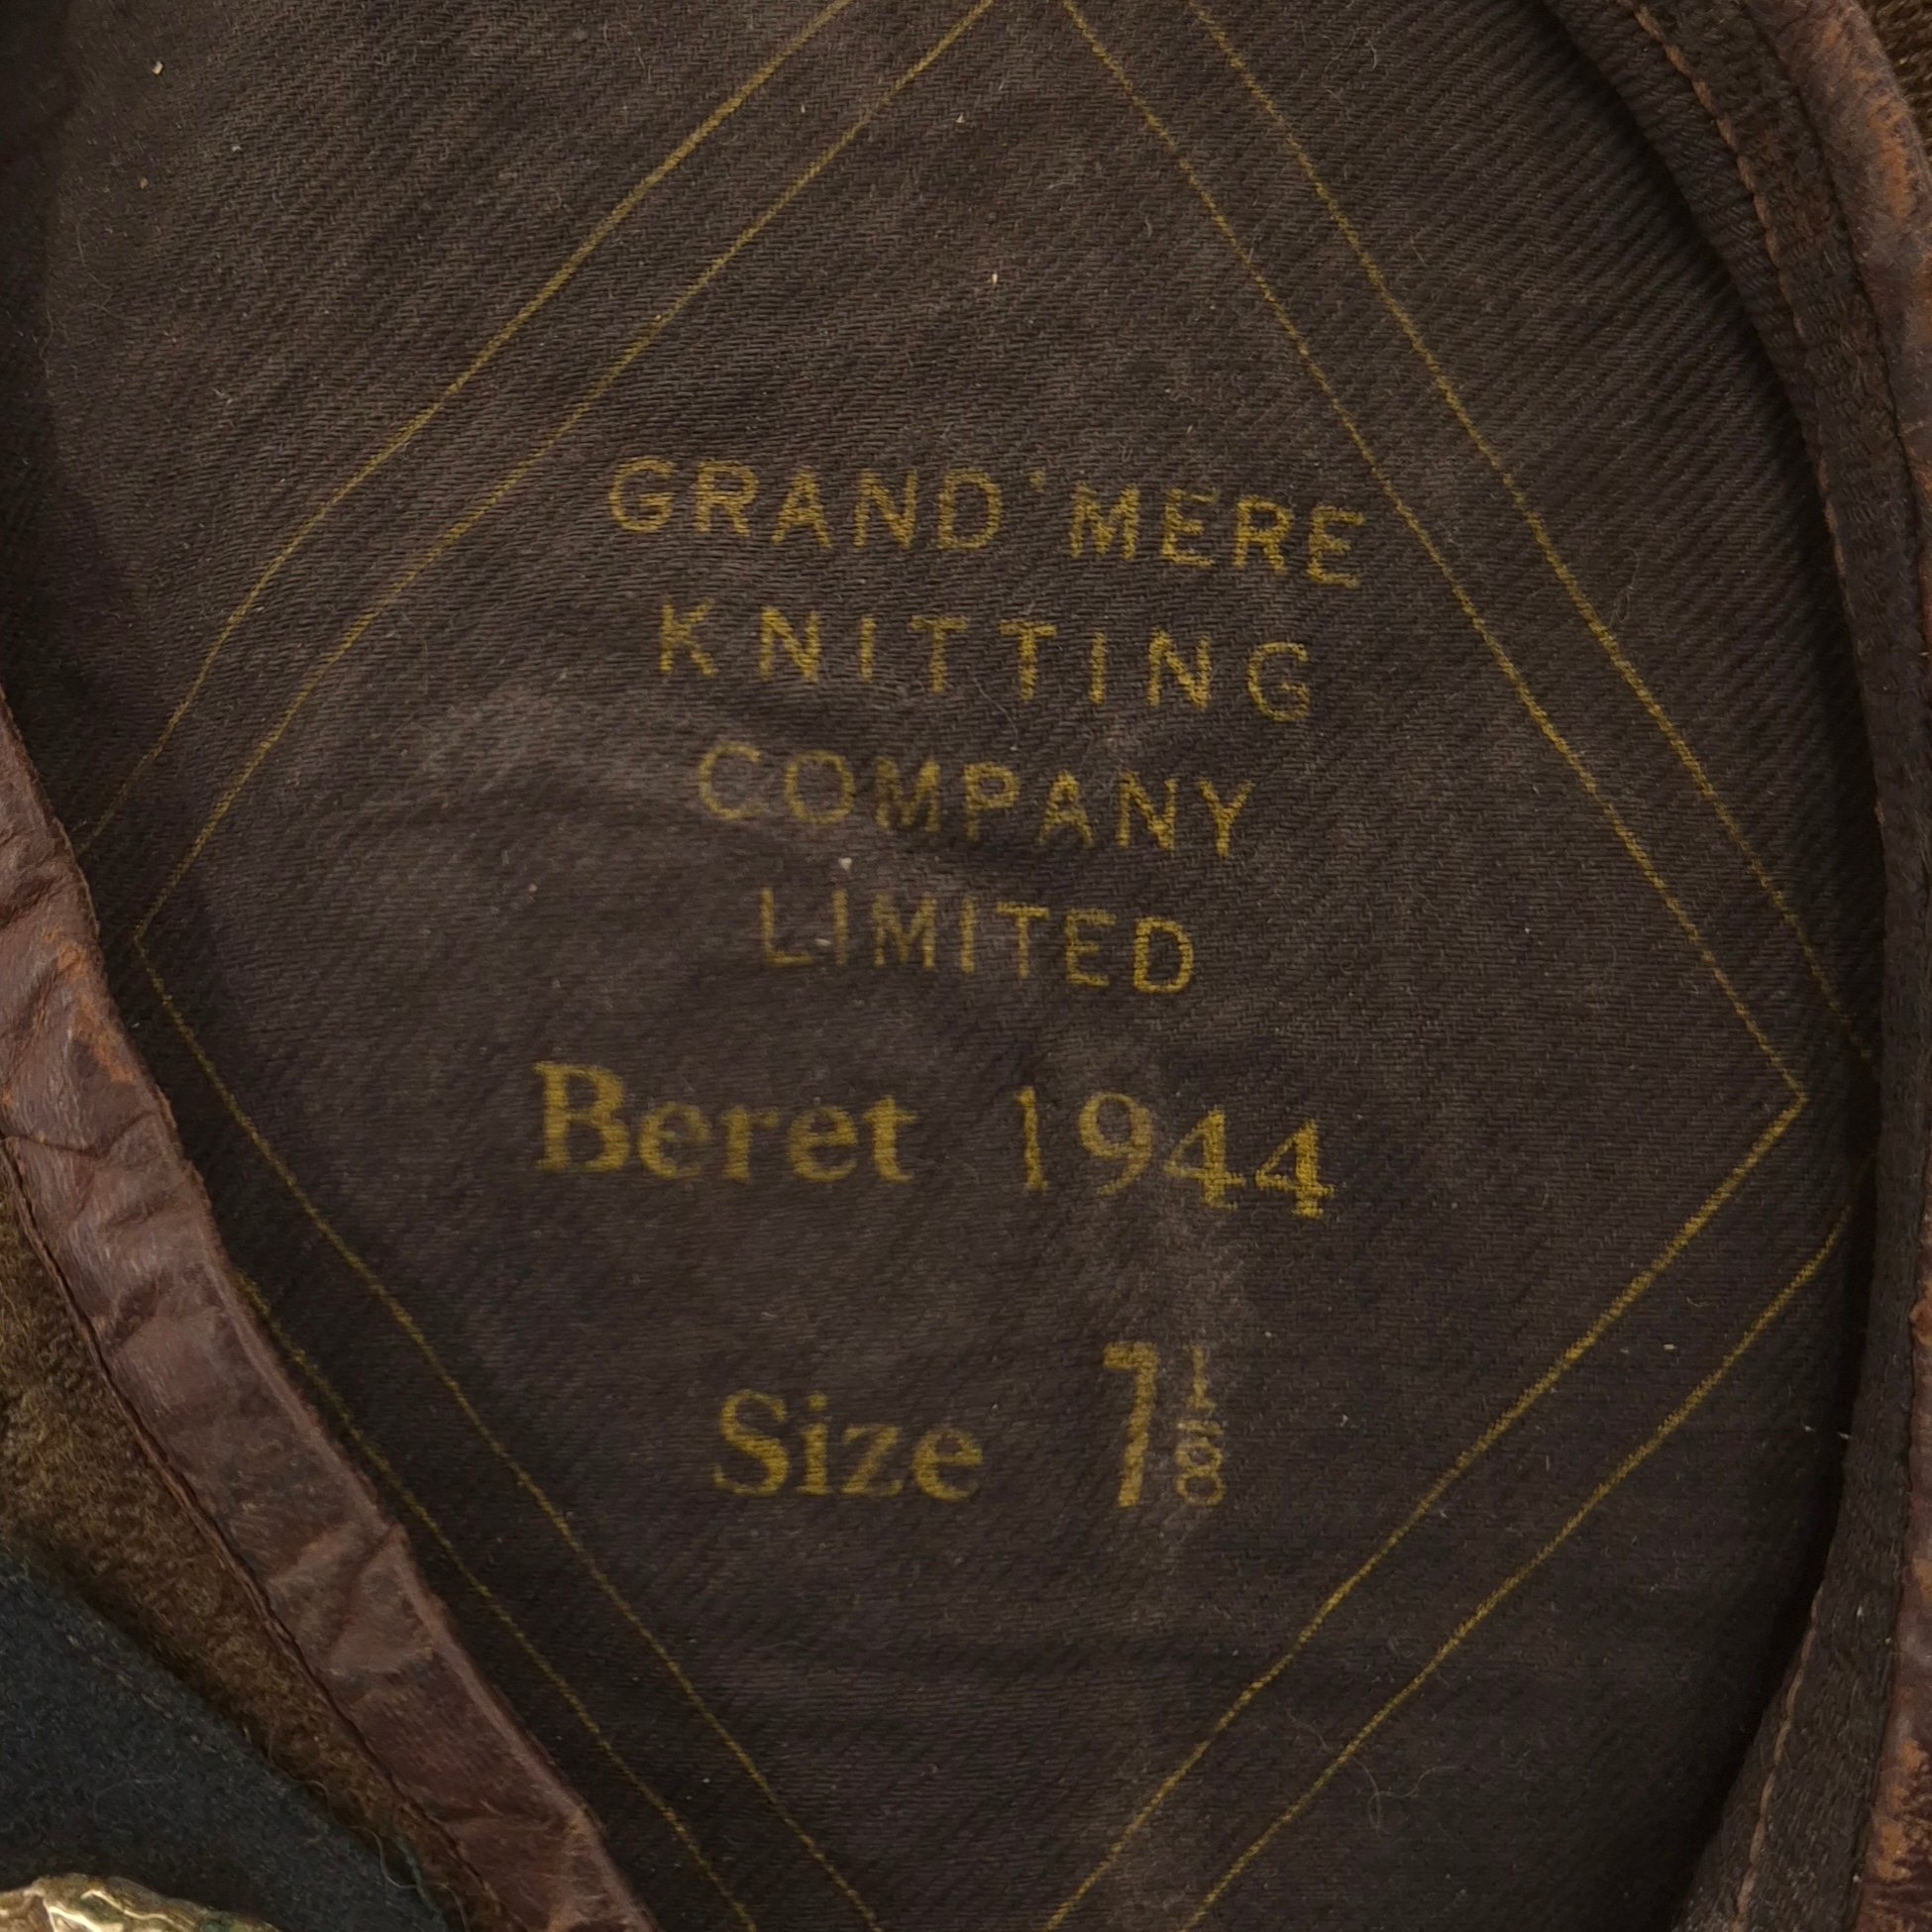 GRAND'MERE
KNITTING
COMPANY
LIMITED
Beret 1944
Size 7 1/8